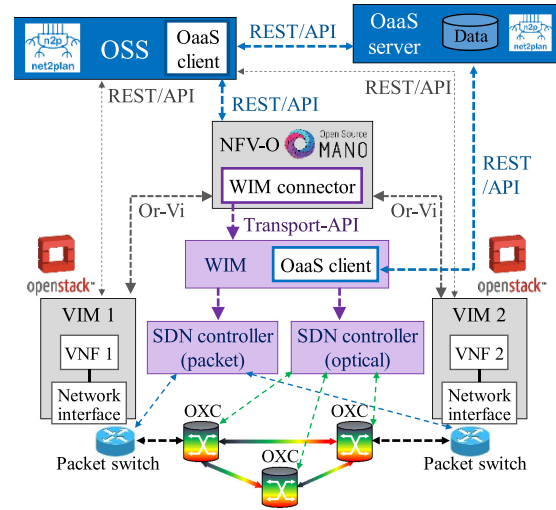 n2p
net2plan
OSS
OaaS
client
REST/API
OaaS
server
Data
n2p
net2plan
REST/API
REST/API
REST/API
NFV-O
Open Source
MANO
REST
/API
WIM connector
Or-Vi
Or-Vi
Transport-API
WIM
OaaS client
openstack™
openstack™
VIM 1
VNF 1
Network
interface
SDN controller
(packet)
SDN controller
(optical)
VIM 2
VNF 2
Network
interface
OXC
OXC
OXC
Packet switch
Packet switch